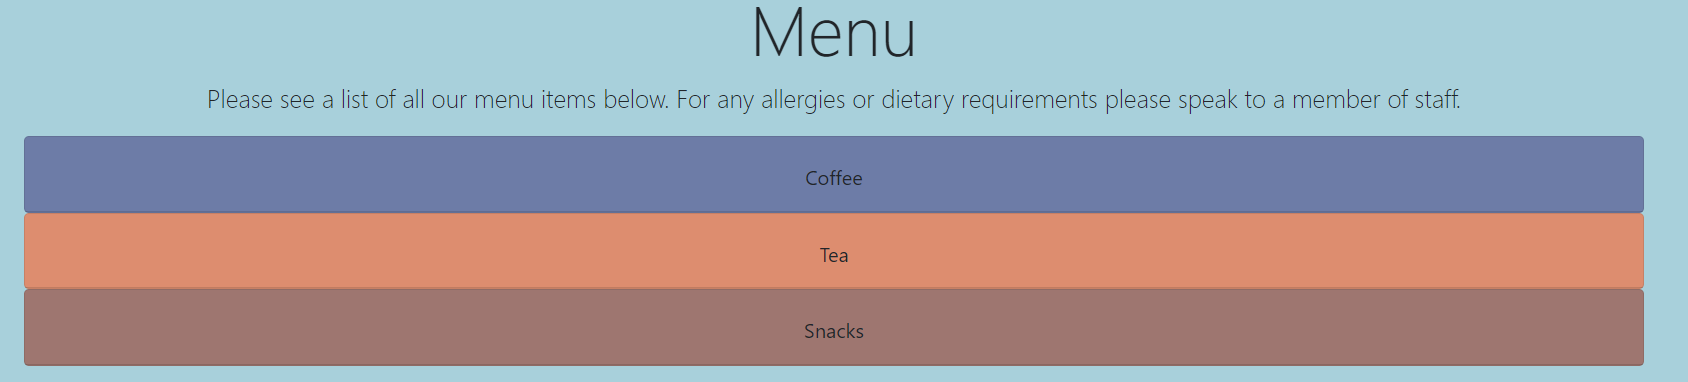 Menu
Please see a list of all our menu items below. For any allergies or dietary requirements please speak to a member of staff.
Coffee
Tea
Snacks